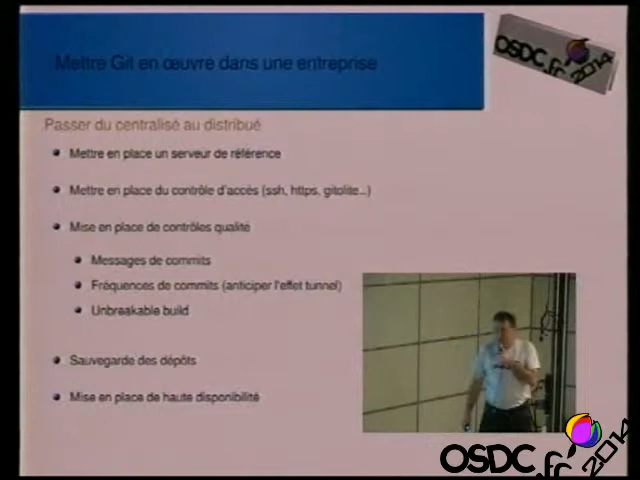 Mettre Git en œuvre dans une entreprise
OSDC.fr 2014
Passer du centralisé au distribué
Mettre en place un serveur de référence
Mettre en place du contrôle d'accès (ssh, https, gitolite...)
Mise en place de contrôles qualité
Messages de commits
Fréquences de commits (anticiper l'effet tunnel)
Unbreakable build
Sauvegarde des dépôts
Mise en place de haute disponibilité
OSDC.fr 2014